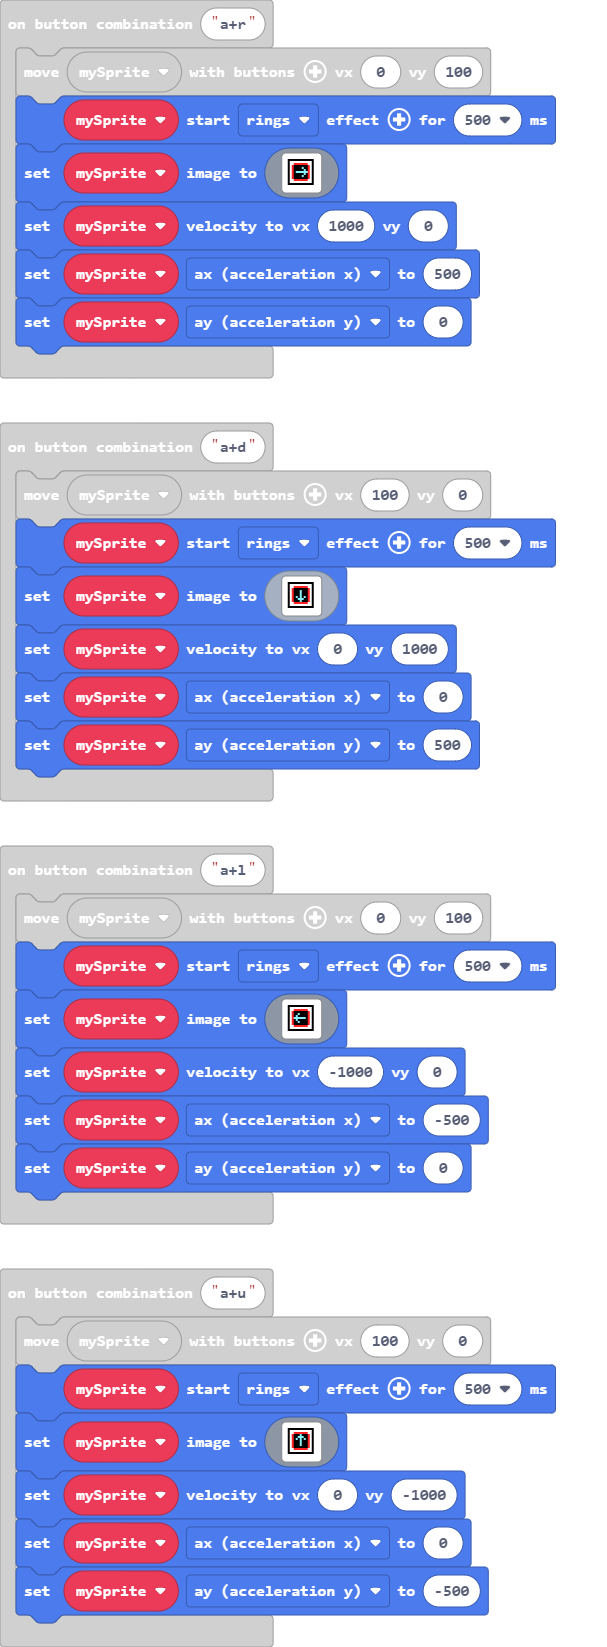 on button combination "a+r"
move mySprite with buttons vx 0 vy 100
mySprite start rings effect for 500 ms
set mySprite image to
set mySprite velocity to vx 1000 vy 0
set mySprite ax (acceleration x) to 500
set mySprite ay (acceleration y) to 0
on button combination "a+d"
move mySprite with buttons vx 100 vy 0
mySprite start rings effect for 500 ms
set mySprite image to
set mySprite velocity to vx 0 vy 1000
set mySprite ax (acceleration x) to 0
set mySprite ay (acceleration y) to 500
on button combination "a+l"
move mySprite with buttons vx 0 vy 100
mySprite start rings effect for 500 ms
set mySprite image to
set mySprite velocity to vx -1000 vy 0
set mySprite ax (acceleration x) to -500
set mySprite ay (acceleration y) to 0
on button combination "a+u"
move mySprite with buttons vx 100 vy 0
mySprite start rings effect for 500 ms
set mySprite image to
set mySprite velocity to vx 0 vy -1000
set mySprite ax (acceleration x) to 0
set mySprite ay (acceleration y) to -500